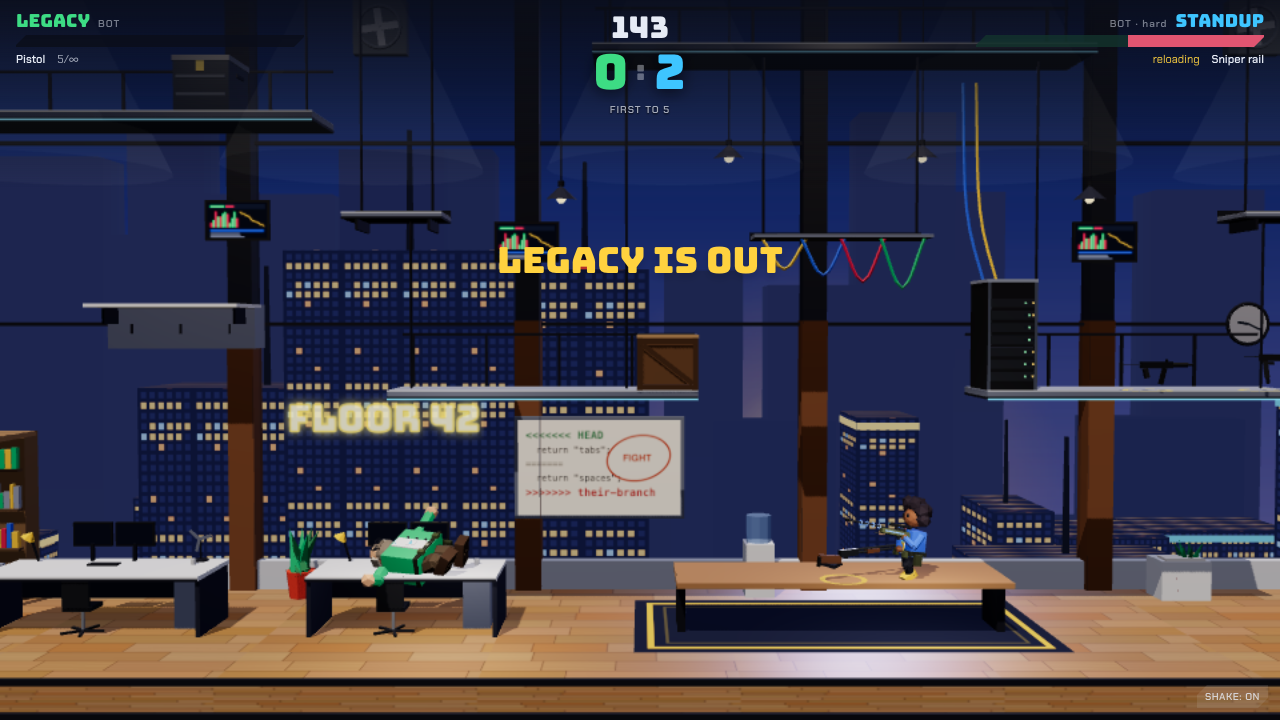 LEGACY BOT
143
BOT · hard STANDUP
Pistol 5/∞
0 : 2
reloading Sniper rail
FIRST TO 5
LEGACY IS OUT
FLOOR 42
<<<<<<< HEAD
return "tabs";
=======
return "spaces";
>>>>>>> their-branch
FIGHT
SHAKE: ON